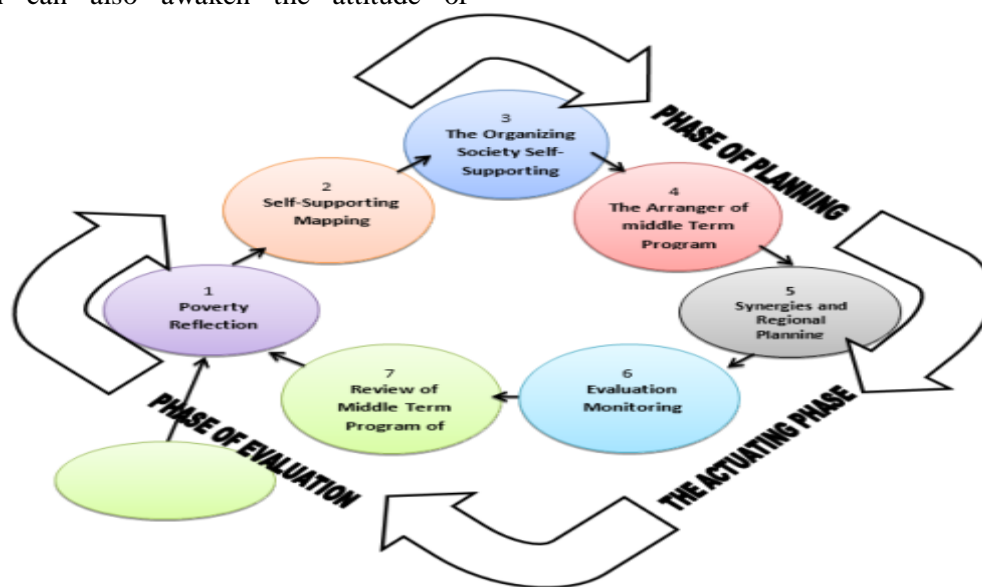 can also awaken the attitude of
3
The Organizing
Society Self-
Supporting
PHASE OF PLANNING
2
Self-Supporting
Mapping
4
The Arranger of
middle Term
Program
1
Poverty
Reflection
5
Synergies and
Regional
Planning
7
Review of
Middle Term
Program of
6
Evaluation
Monitoring
PHASE OF EVALUATION
THE ACTUATING PHASE